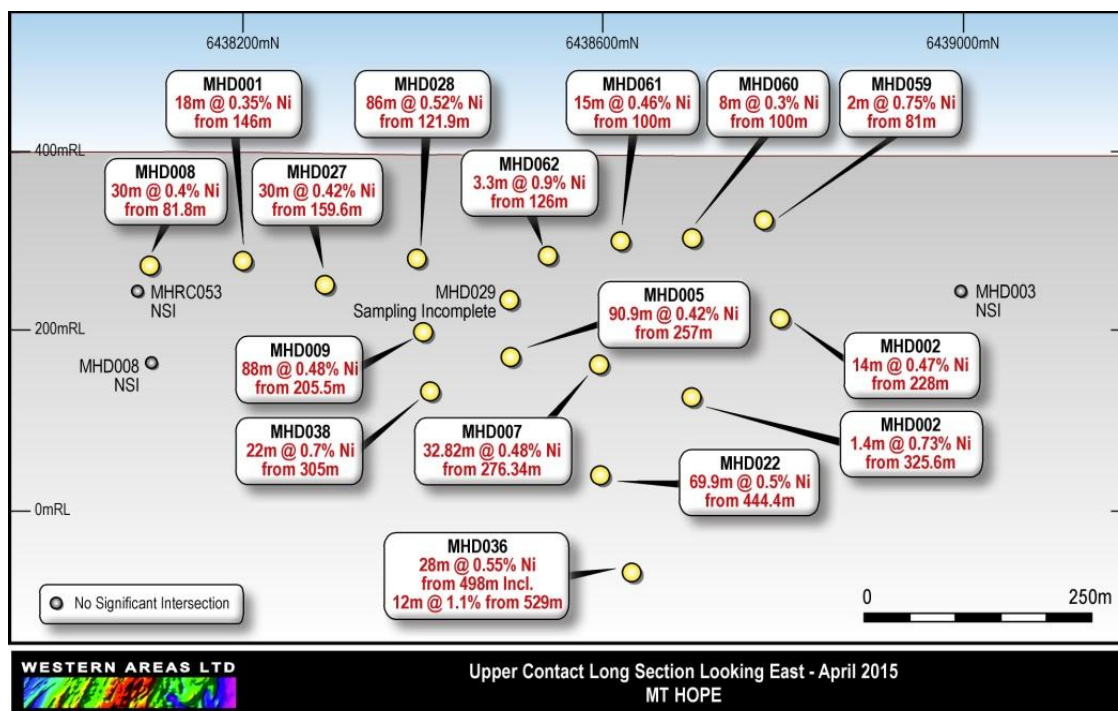 6438200mN
6438600mN
6439000mN
MHD001
18m @ 0.35% Ni
from 146m
MHD028
86m @ 0.52% Ni
from 121.9m
MHD061
15m @ 0.46% Ni
from 100m
MHD060
8m @ 0.3% Ni
from 100m
MHD059
2m @ 0.75% Ni
from 81m
400mRL
MHD008
30m @ 0.4% Ni
from 81.8m
MHD027
30m @ 0.42% Ni
from 159.6m
MHD062
3.3m @ 0.9% Ni
from 126m
MHRC053
NSI
MHD029
Sampling Incomplete
MHD005
90.9m @ 0.42% Ni
from 257m
MHD003
NSI
200mRL
MHD008
NSI
MHD009
88m @ 0.48% Ni
from 205.5m
MHD002
14m @ 0.47% Ni
from 228m
MHD038
22m @ 0.7% Ni
from 305m
MHD007
32.82m @ 0.48% Ni
from 276.34m
MHD002
1.4m @ 0.73% Ni
from 325.6m
MHD022
69.9m @ 0.5% Ni
from 444.4m
0mRL
MHD036
28m @ 0.55% Ni
from 498m Incl.
12m @ 1.1% from 529m
No Significant Intersection
0 250m
WESTERN AREAS LTD
Upper Contact Long Section Looking East - April 2015
MT HOPE